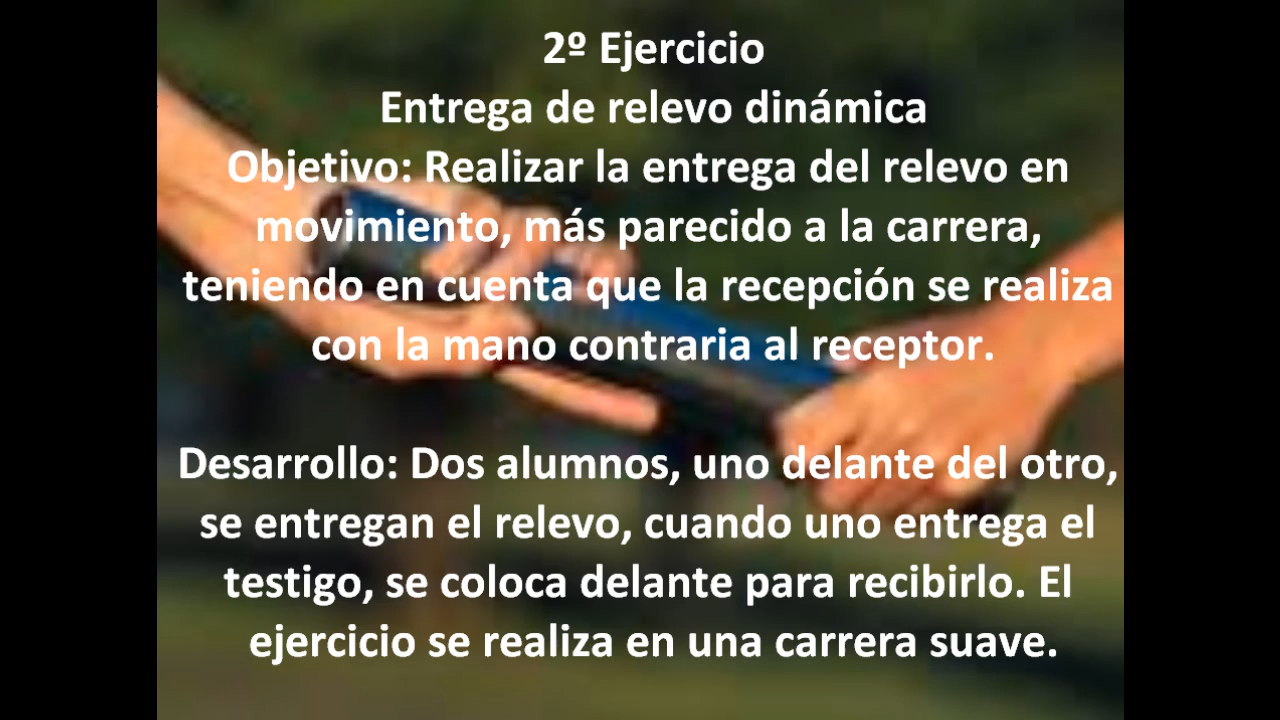 2º Ejercicio
Entrega de relevo dinámica
Objetivo: Realizar la entrega del relevo en
movimiento, más parecido a la carrera,
teniendo en cuenta que la recepción se realiza
con la mano contraria al receptor.
Desarrollo: Dos alumnos, uno delante del otro,
se entregan el relevo, cuando uno entrega el
testigo, se coloca delante para recibirlo. El
ejercicio se realiza en una carrera suave.